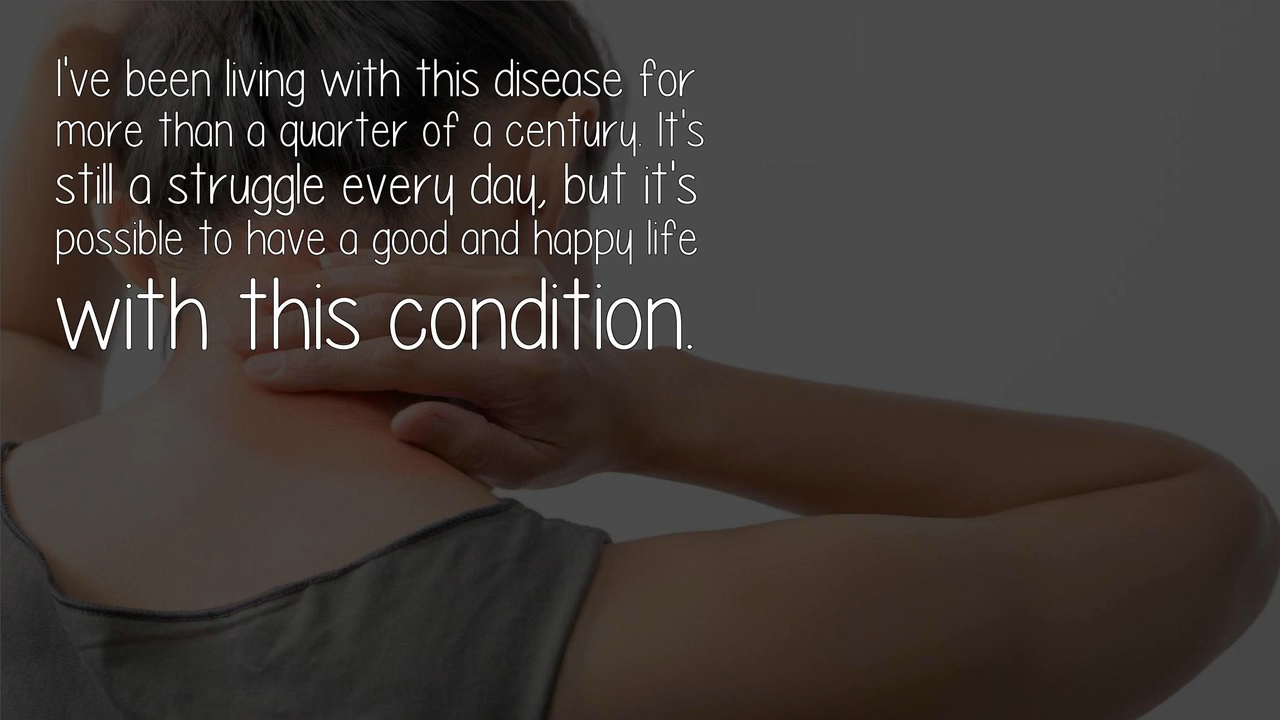 I've been living with this disease for
more than a quarter of a century. It's
still a struggle every day, but it's
possible to have a good and happy life
with this condition.